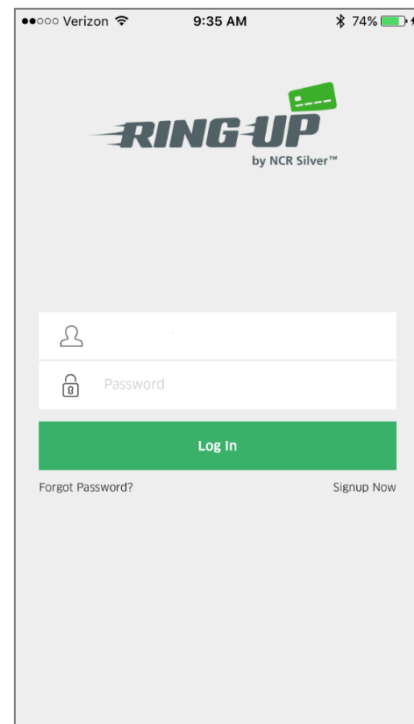 Verizon 9:35 AM 74%
RING UP
by NCR Silver™
Password
Log In
Forgot Password? Signup Now